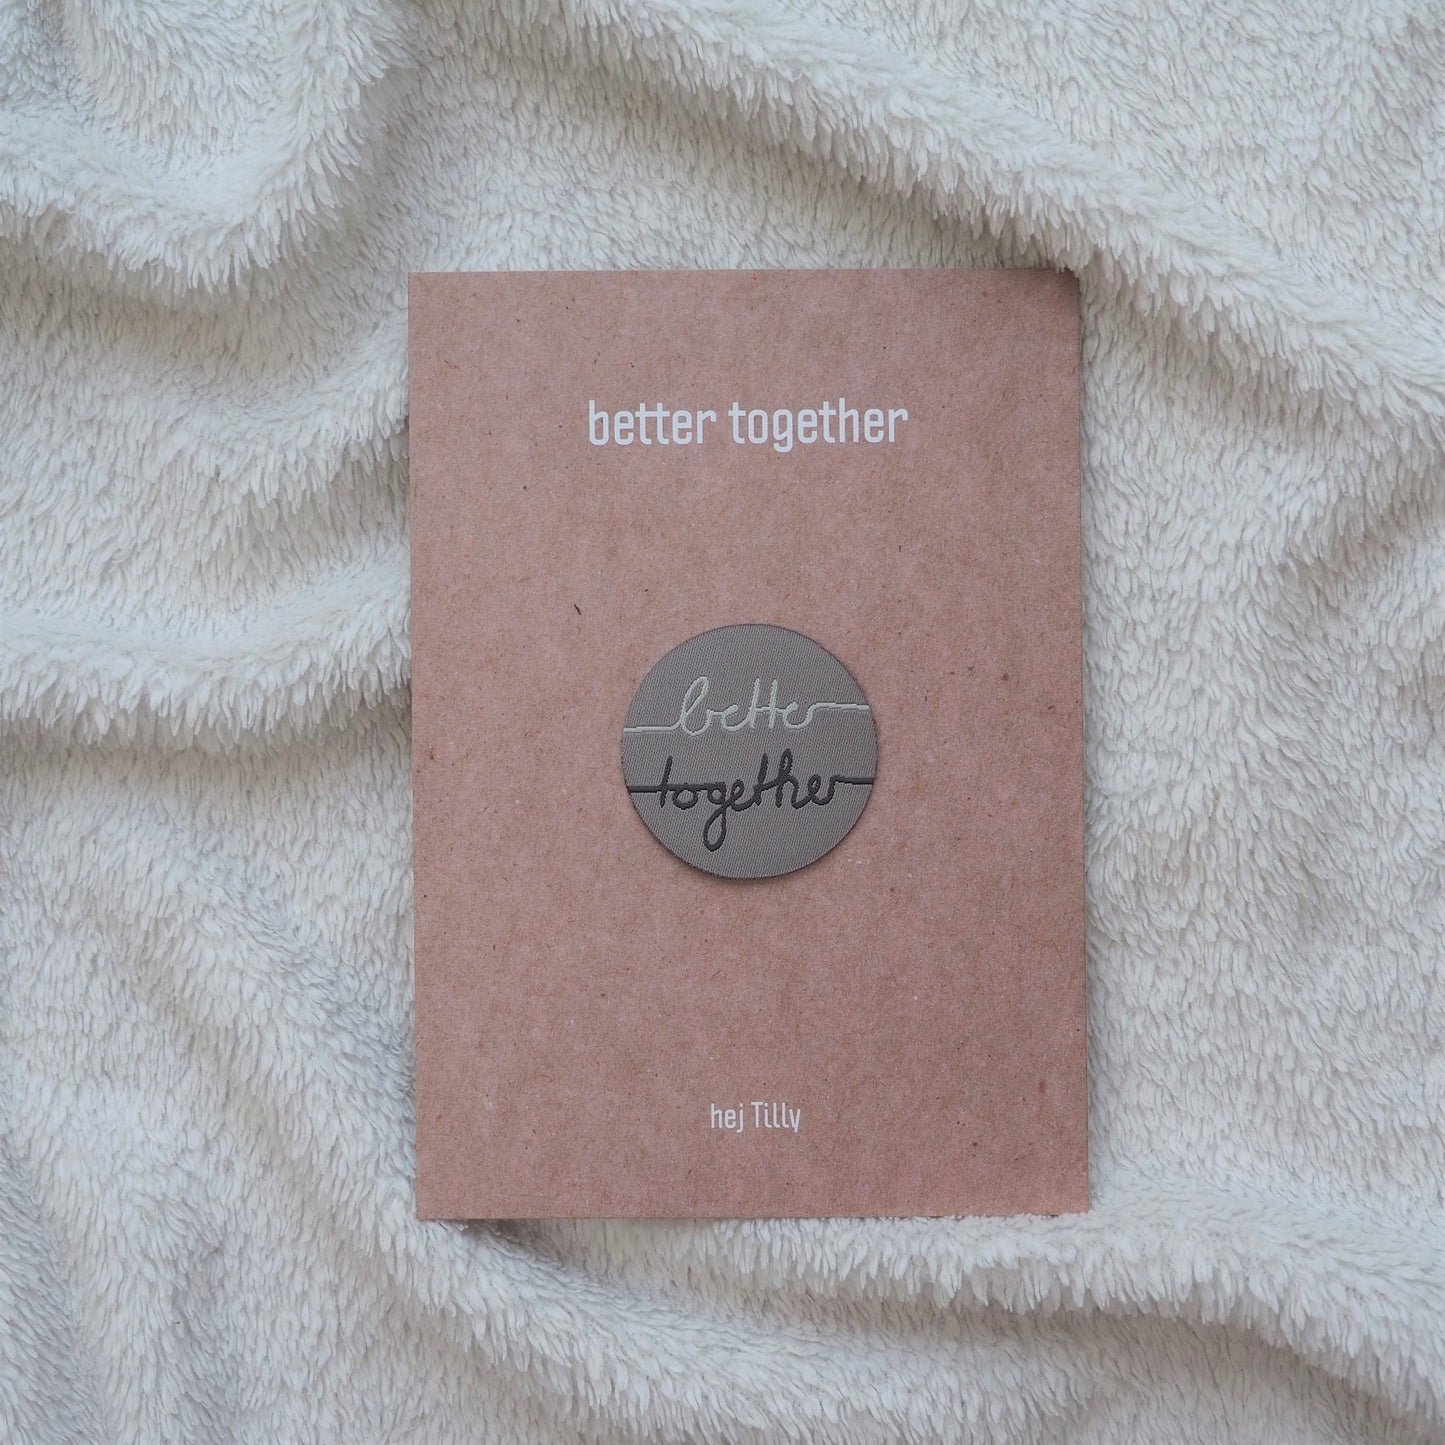 better together
better
together
hej Tilly